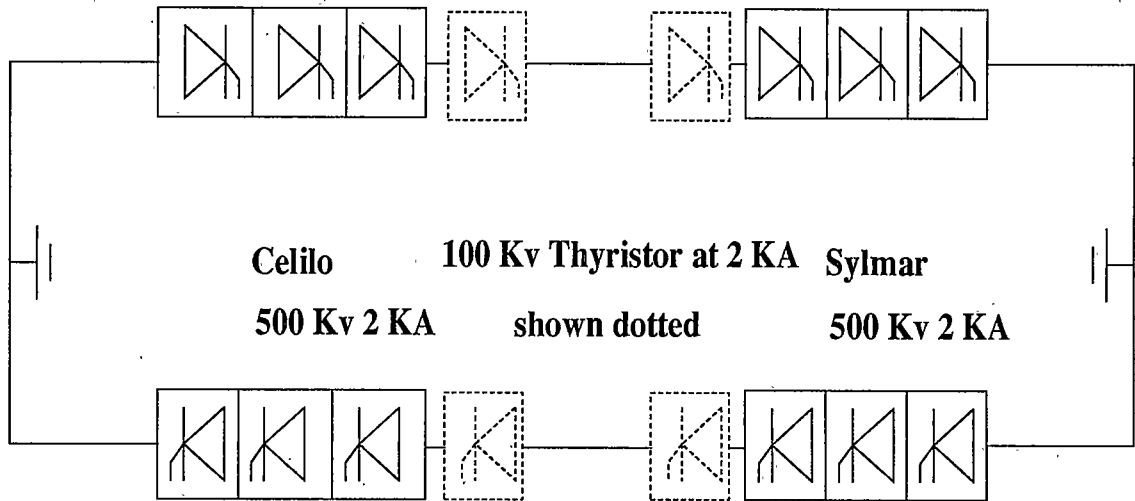 Celilo
100 Kv Thyristor at 2 KA
Sylmar
500 Kv 2 KA
shown dotted
500 Kv 2 KA